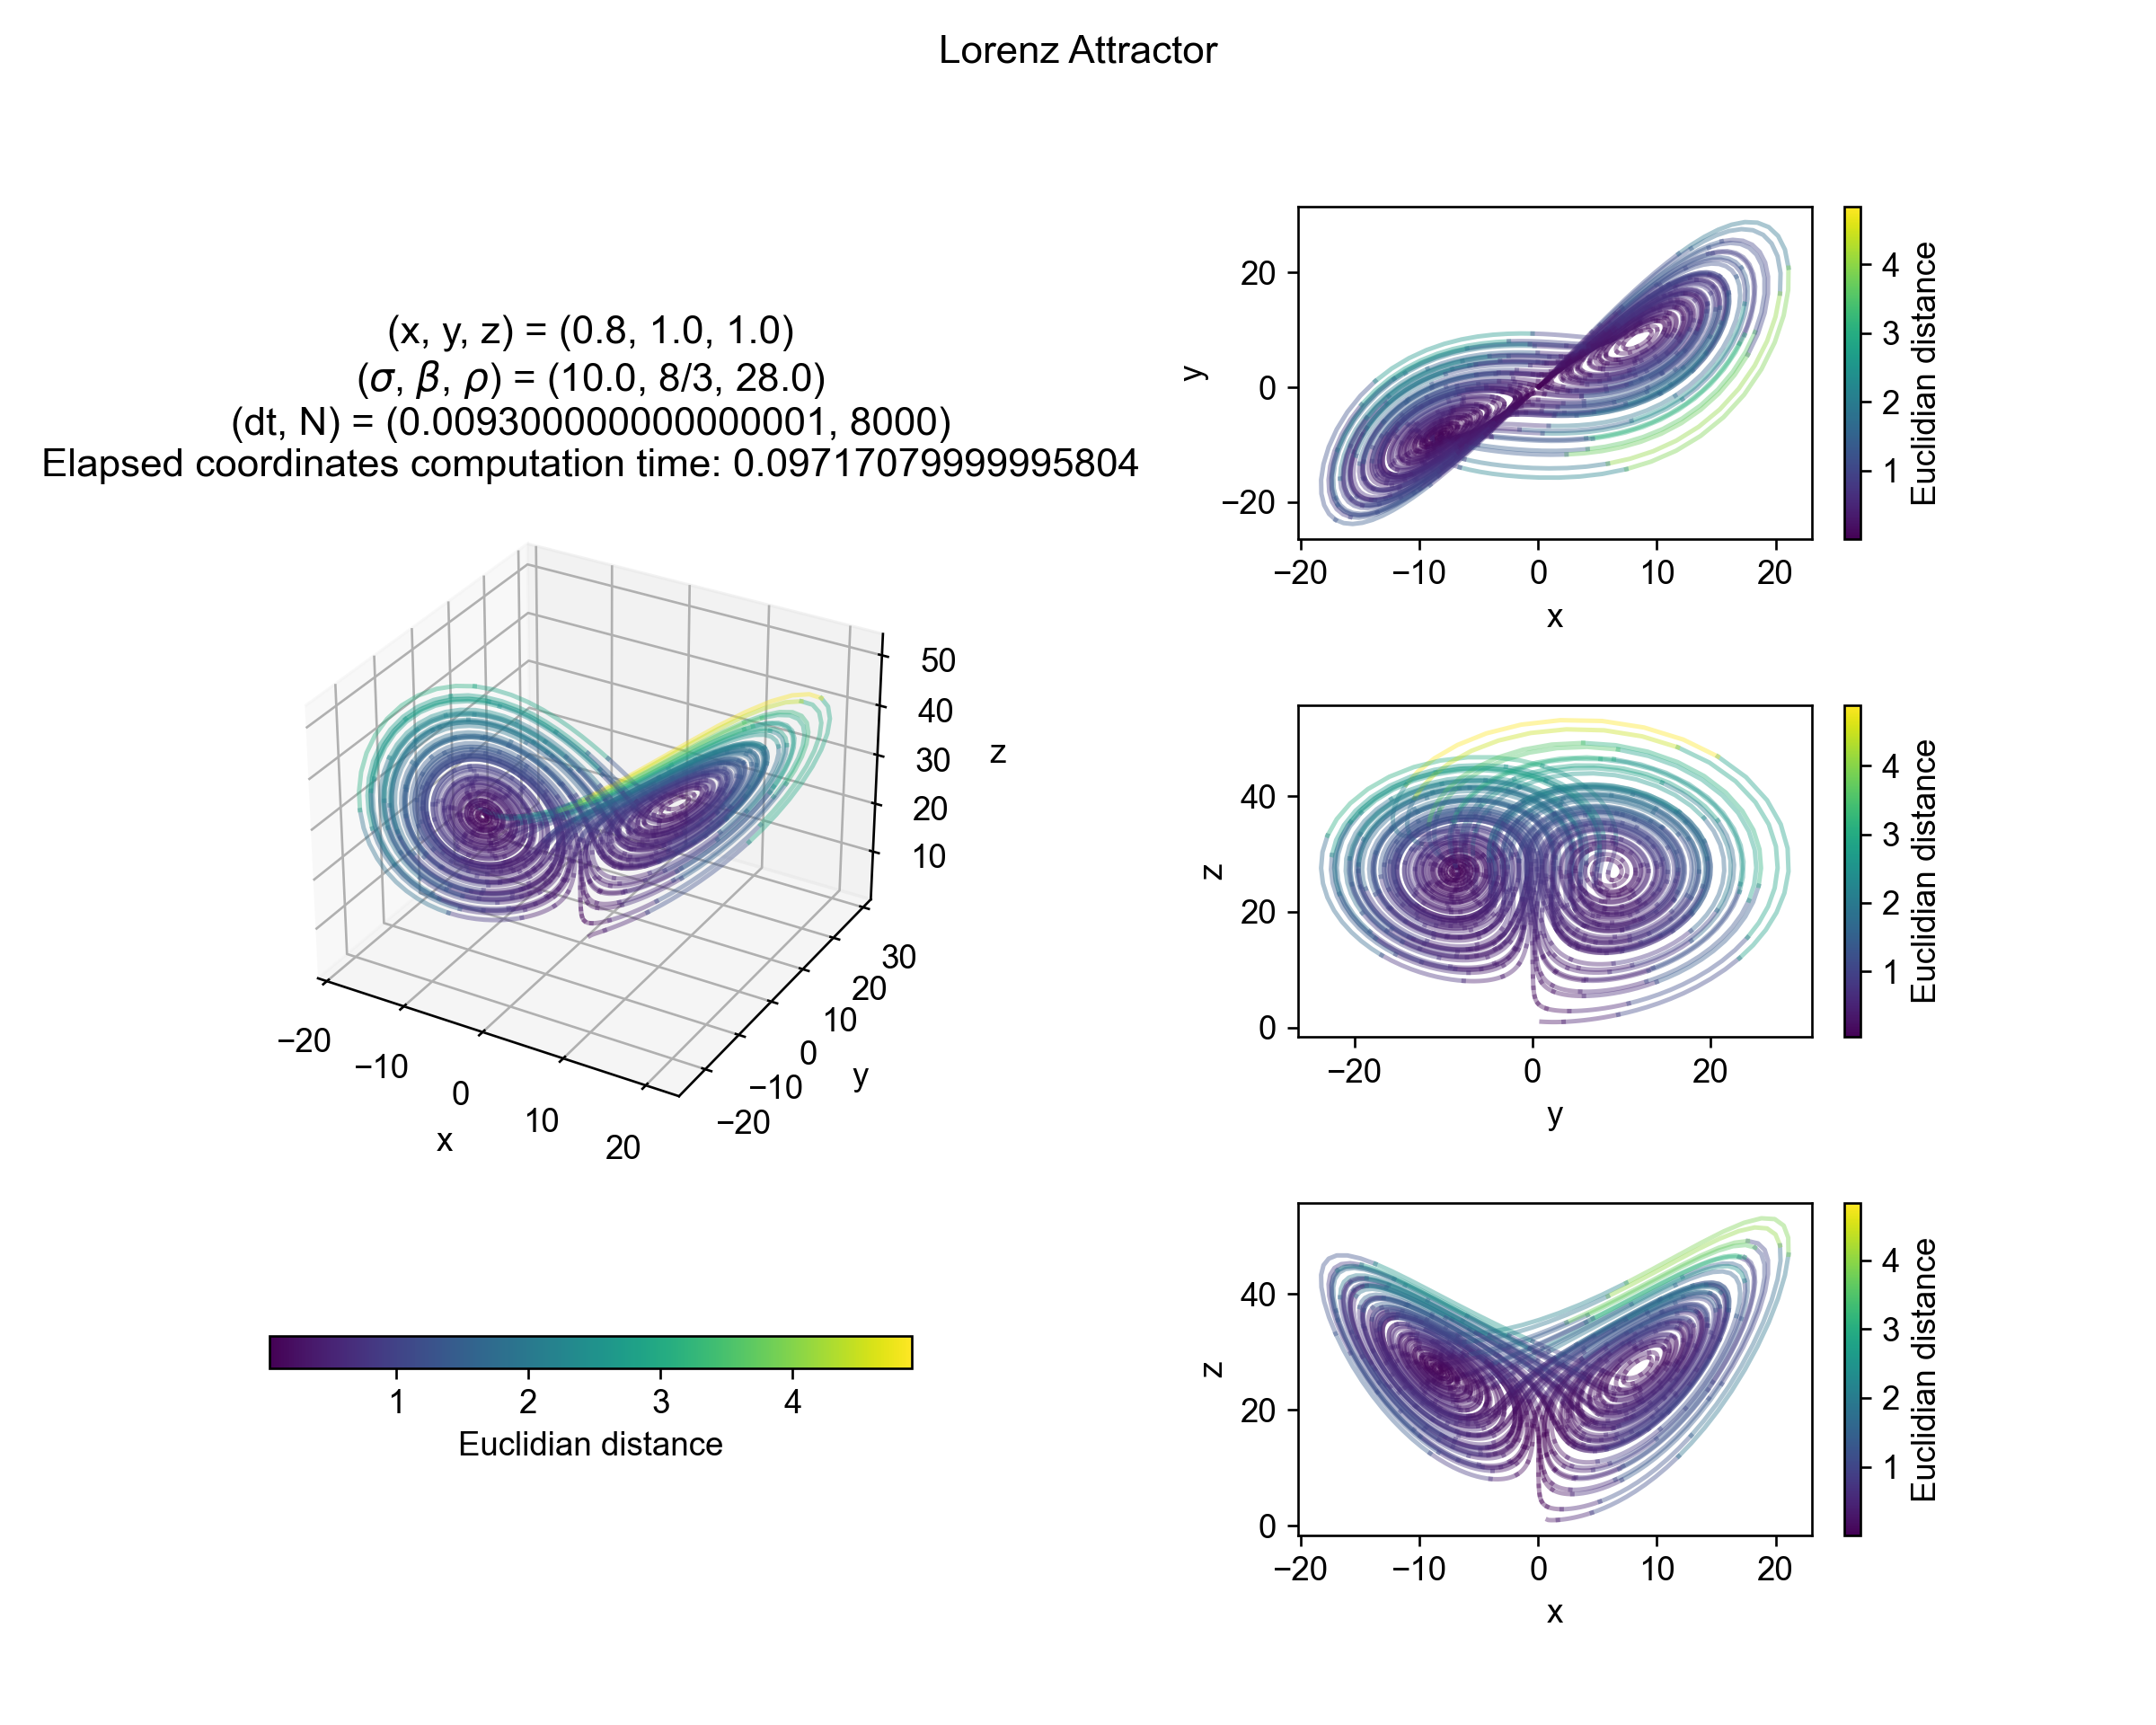 Lorenz Attractor
(x, y, z) = (0.8, 1.0, 1.0)
(σ, β, ρ) = (10.0, 8/3, 28.0)
(dt, N) = (0.009300000000000001, 8000)
Elapsed coordinates computation time: 0.09717079999995804
50
40
30
20
10
z
30
20
10
0
−10
−20
y
−20
−10
0
10
20
x
1 2 3 4
Euclidian distance
20
0
−20
y
−20 −10 0 10 20
x
4
3
2
1
Euclidian distance
40
20
0
z
−20 0 20
y
4
3
2
1
Euclidian distance
40
20
0
z
−20 −10 0 10 20
x
4
3
2
1
Euclidian distance